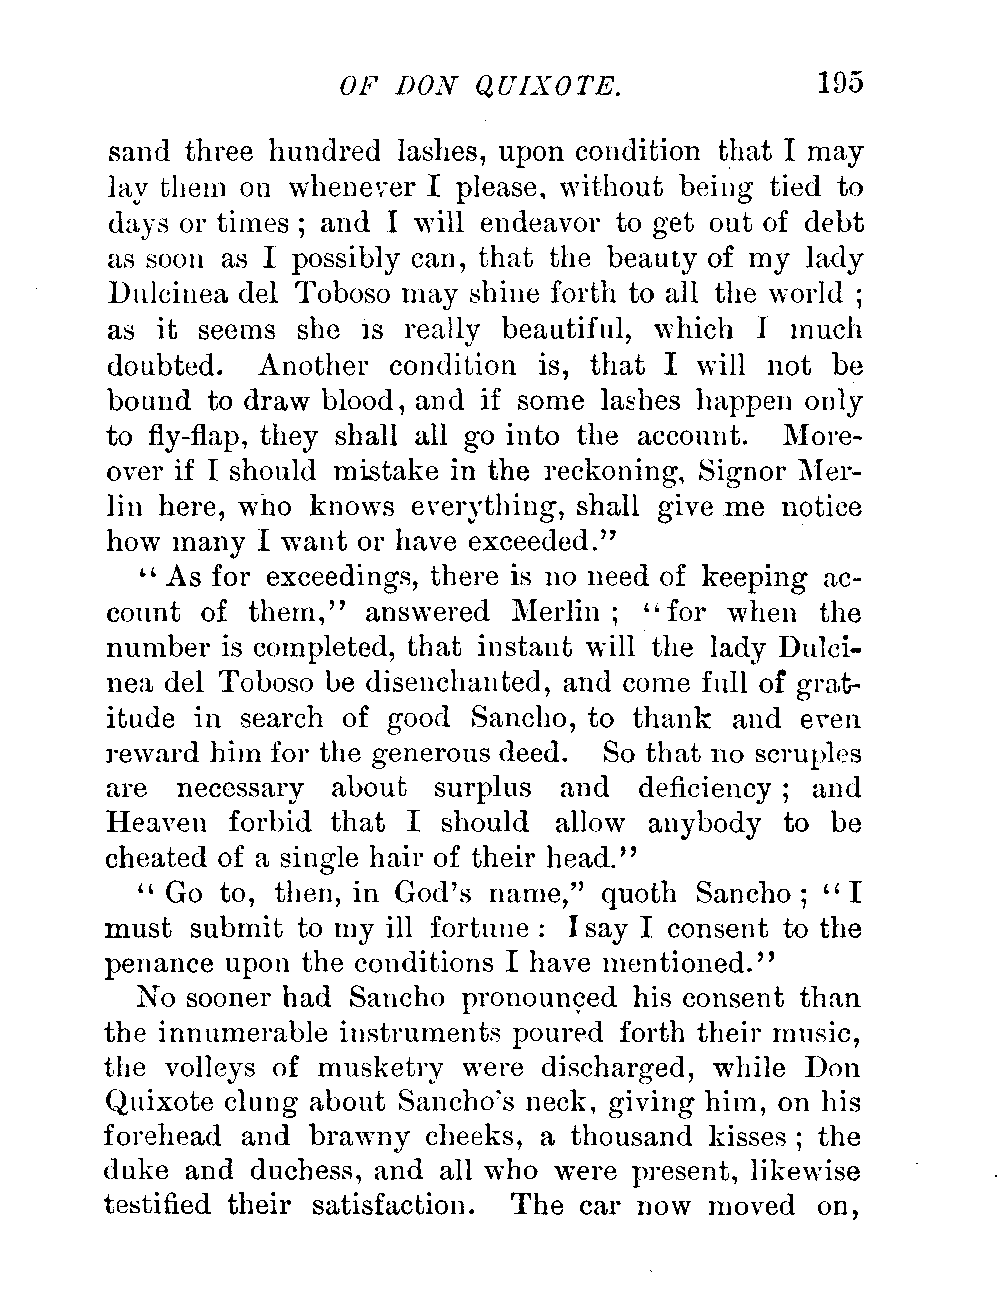 OF DON QUIXOTE. 195
sand three hundred lashes, upon condition that I may
lay them on whenever I please, without being tied to
days or times ; and I will endeavor to get out of debt
as soon as I possibly can, that the beauty of my lady
Dulcinea del Toboso may shine forth to all the world ;
as it seems she is really beautiful, which I much
doubted. Another condition is, that I will not be
bound to draw blood, and if some lashes happen only
to fly-flap, they shall all go into the account. More-
over if I should mistake in the reckoning, Signor Mer-
lin here, who knows everything, shall give me notice
how many I want or have exceeded."
" As for exceedings, there is no need of keeping ac-
count of them," answered Merlin ; "for when the
number is completed, that instant will the lady Dulci-
nea del Toboso be disenchanted, and come full of grat-
itude in search of good Sancho, to thank and even
reward him for the generous deed. So that no scruples
are necessary about surplus and deficiency ; and
Heaven forbid that I should allow anybody to be
cheated of a single hair of their head."
" Go to, then, in God's name," quoth Sancho ; "I
must submit to my ill fortune : I say I consent to the
penance upon the conditions I have mentioned."
No sooner had Sancho pronounced his consent than
the innumerable instruments poured forth their music,
the volleys of musketry were discharged, while Don
Quixote clung about Sancho's neck, giving him, on his
forehead and brawny cheeks, a thousand kisses ; the
duke and duchess, and all who were present, likewise
testified their satisfaction. The car now moved on,